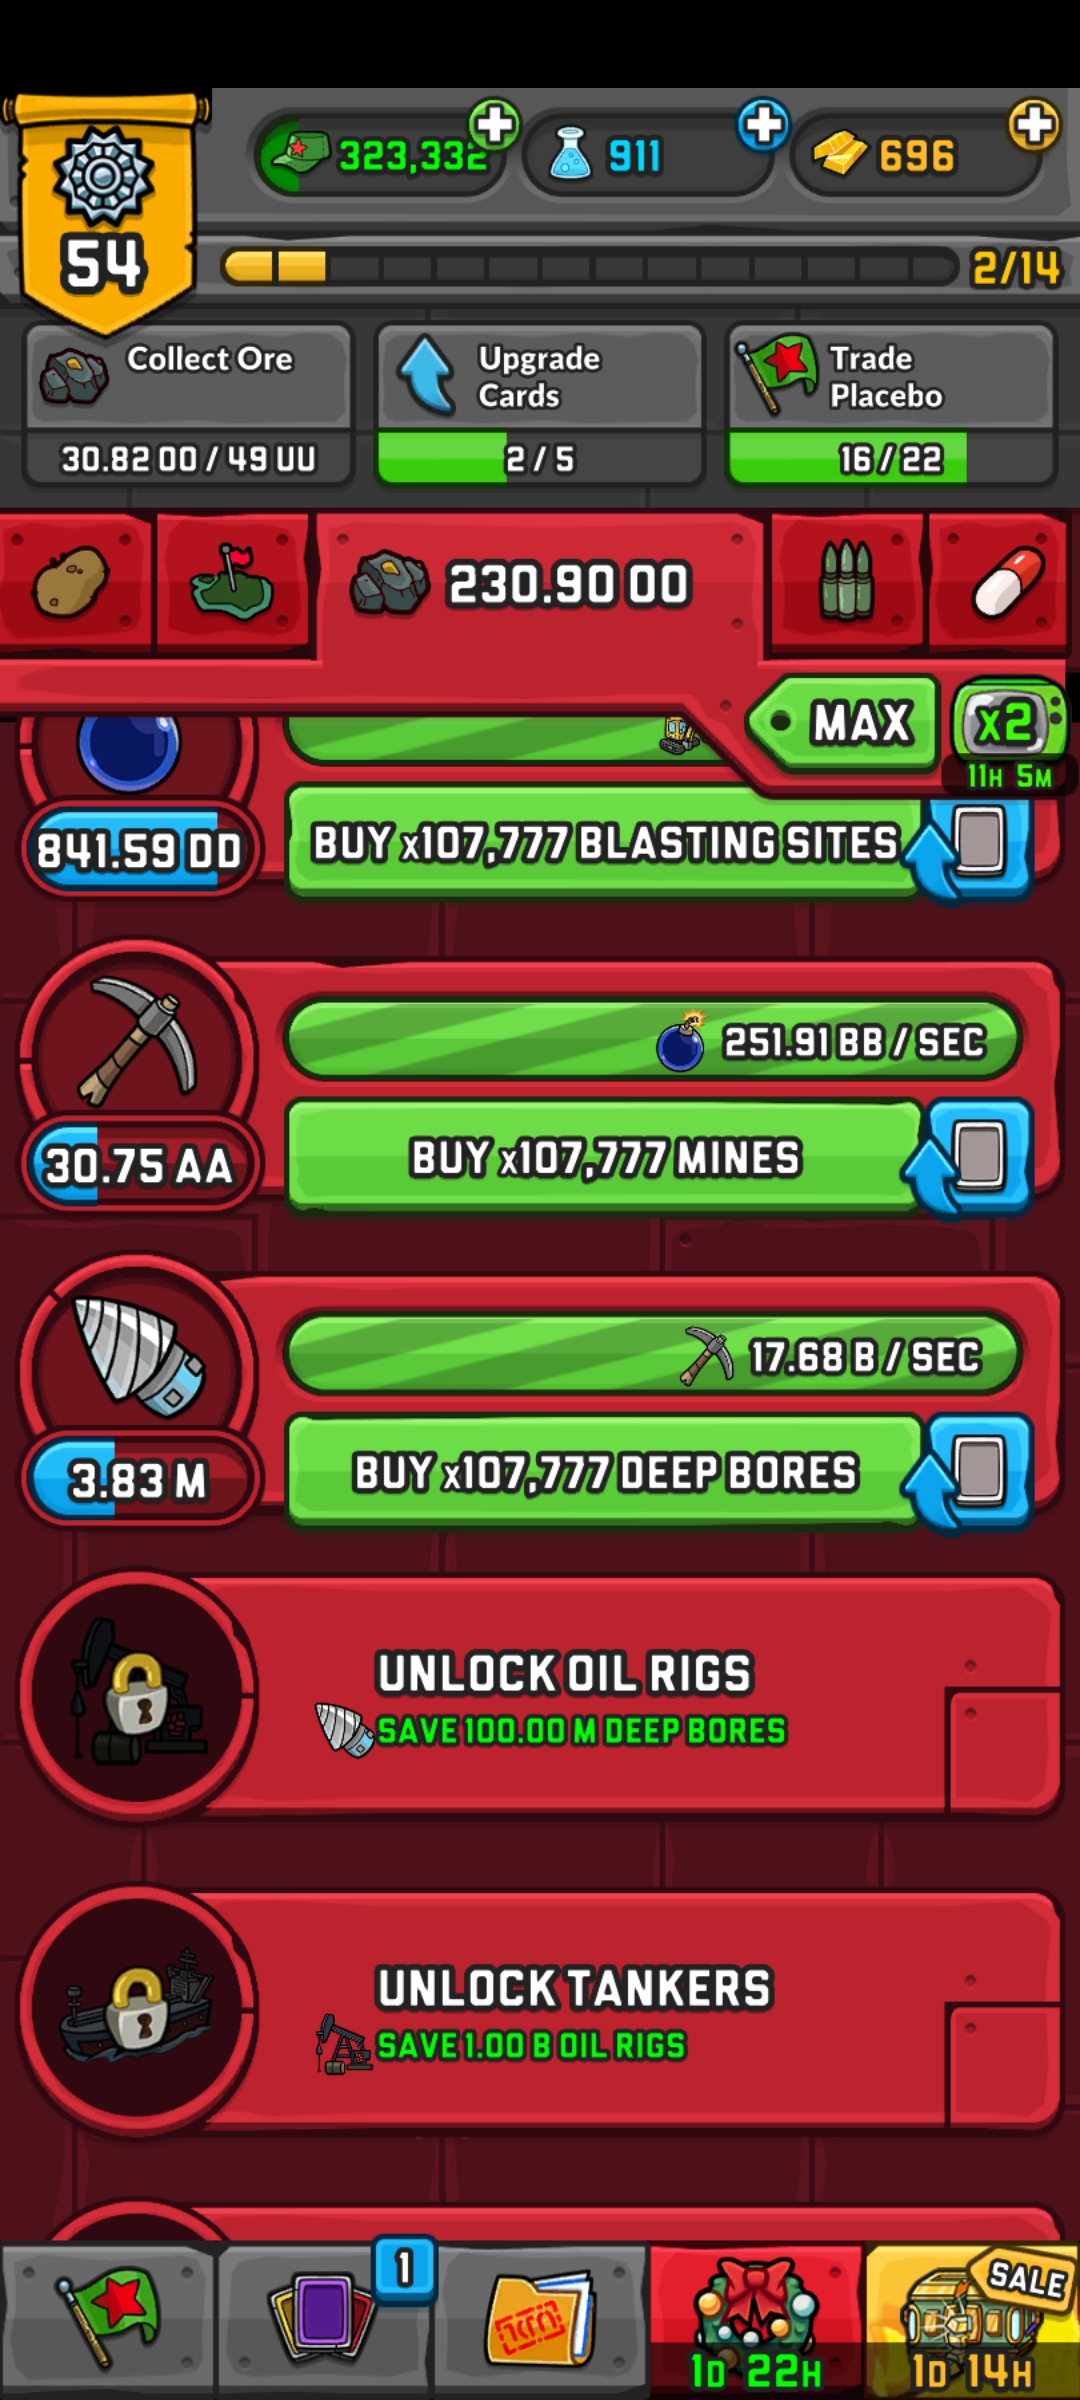 323,332
911
696
54
2/14
Collect Ore
30.82 OO / 49 UU
Upgrade
Cards
2 / 5
Trade
Placebo
16 / 22
230.90 OO
MAX
x2
11H 5M
841.59 DD
BUY x107,777 BLASTING SITES
251.91 BB / SEC
30.75 AA
BUY x107,777 MINES
17.68 B / SEC
3.83 M
BUY x107,777 DEEP BORES
UNLOCK OIL RIGS
SAVE 100.00 M DEEP BORES
UNLOCK TANKERS
SAVE 1.00 B OIL RIGS
1
SALE
1D 22H
1D 14H